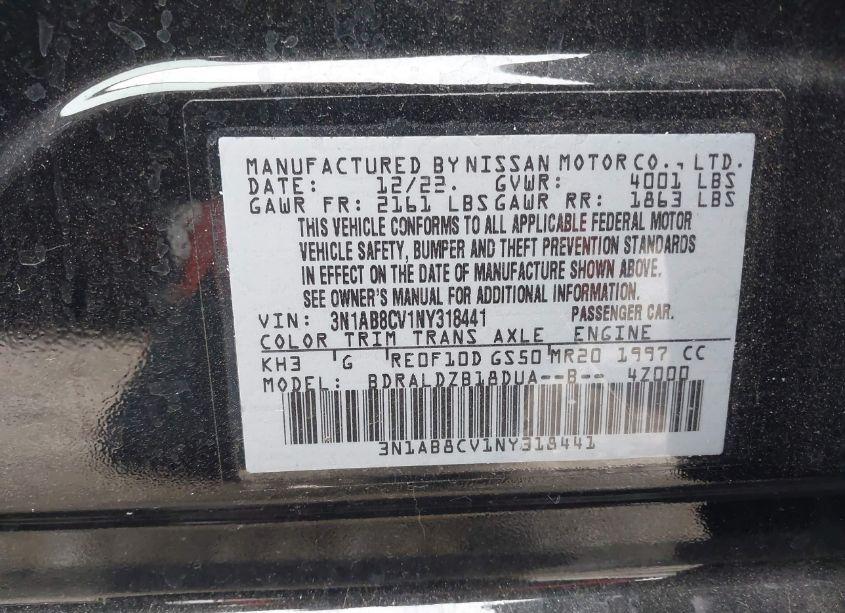 MANUFACTURED BY NISSAN MOTOR CO., LTD.
DATE: 12/22. GVWR: 4001 LBS
GAWR FR: 2161 LBS GAWR RR: 1863 LBS
THIS VEHICLE CONFORMS TO ALL APPLICABLE FEDERAL MOTOR
VEHICLE SAFETY, BUMPER AND THEFT PREVENTION STANDARDS
IN EFFECT ON THE DATE OF MANUFACTURE SHOWN ABOVE.
SEE OWNER'S MANUAL FOR ADDITIONAL INFORMATION.
VIN: 3N1AB8CV1NY318441 PASSENGER CAR.
COLOR TRIM TRANS AXLE ENGINE
KH3 'G 'RE0F10D GS50'MR20 1997 CC
MODEL: BDRALDZB18DUA--B-- 4Z000
3N1AB8CV1NY318441